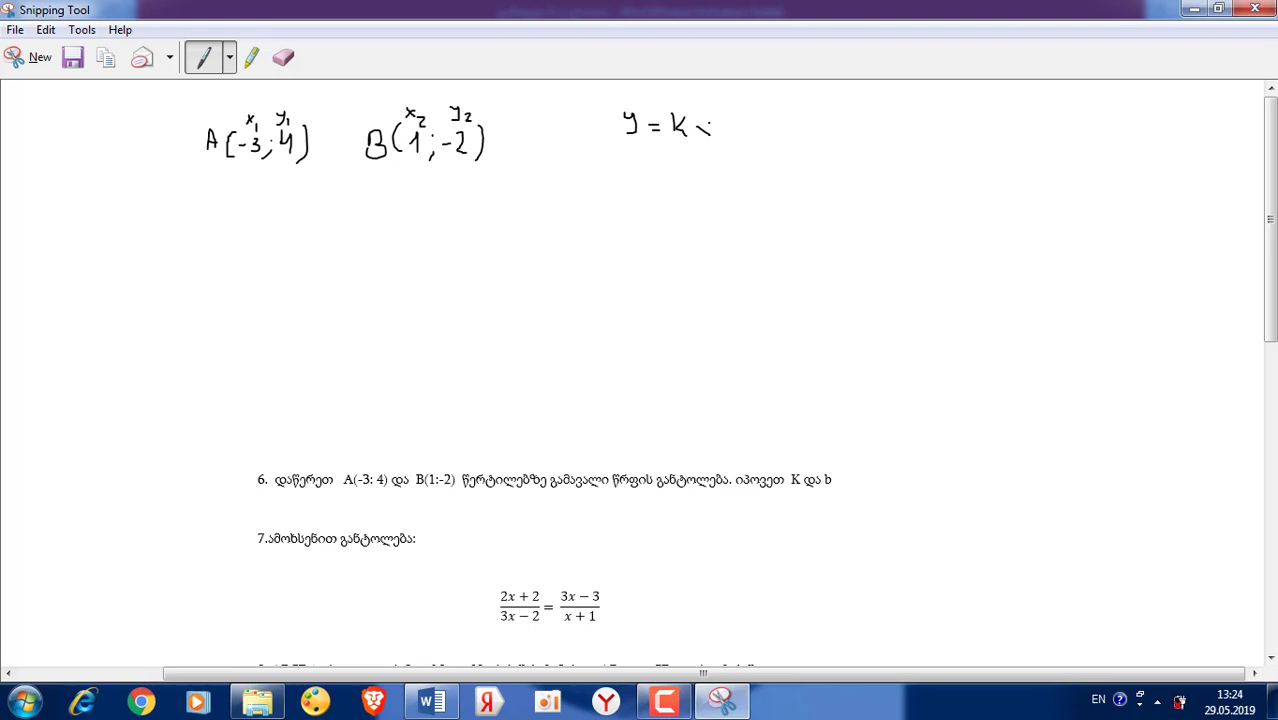 Snipping Tool
File Edit Tools Help
New
A(-3; 4) x₁ y₁ B(1; -2) x₂ y₂ y = k
6. დაწერეთ A(-3: 4) და B(1:-2) წერტილებზე გამავალი წრფის განტოლება. იპოვეთ K და b
7.ამოხსენით განტოლება:
2x + 2 / 3x − 2 = 3x − 3 / x + 1
EN
13:24
29.05.2019